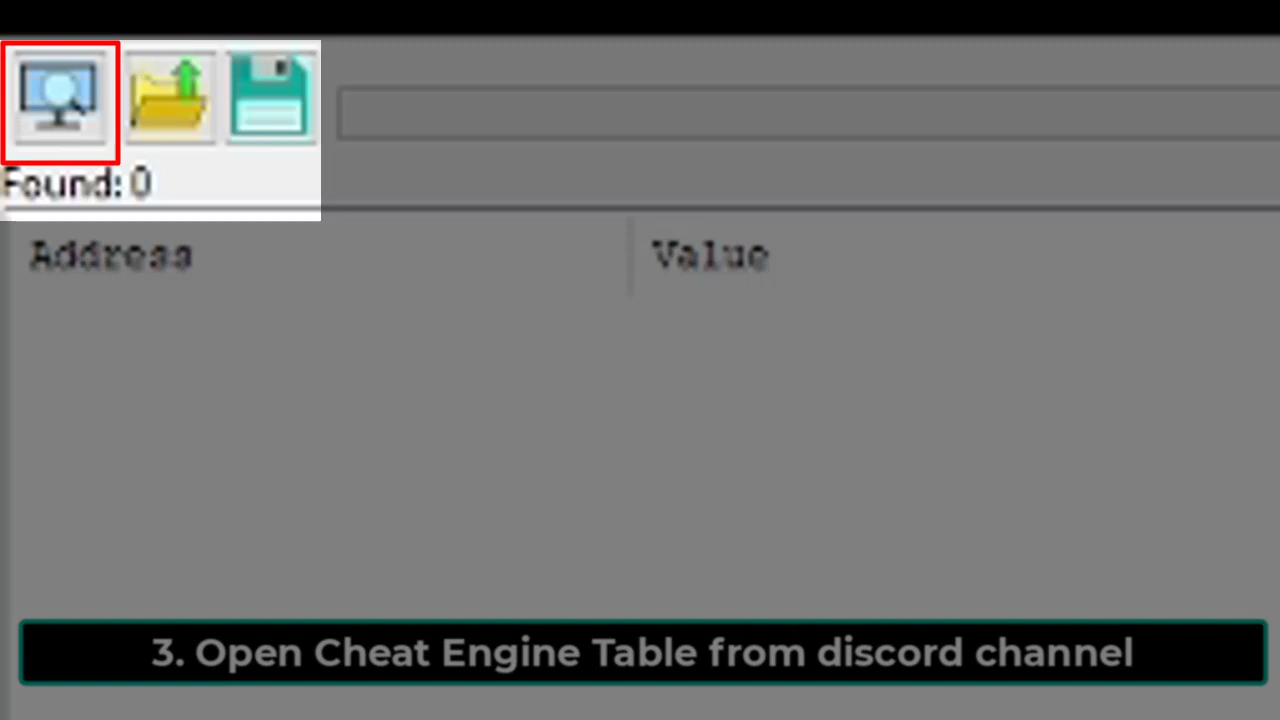 Found: 0
Address Value
3. Open Cheat Engine Table from discord channel